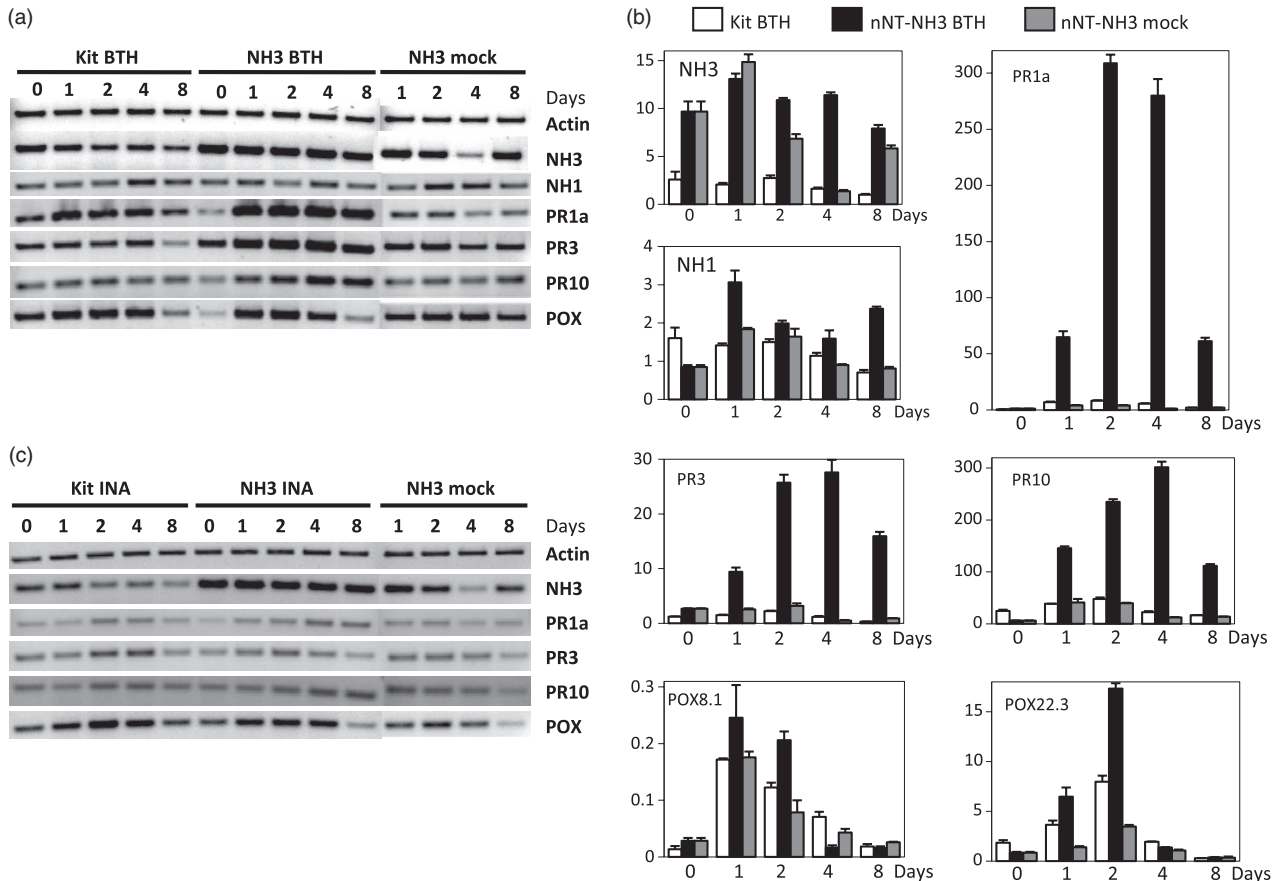 (a)
Kit BTH NH3 BTH NH3 mock
0 1 2 4 8 0 1 2 4 8 1 2 4 8 Days
Actin
NH3
NH1
PR1a
PR3
PR10
POX
(b)
Kit BTH nNT-NH3 BTH nNT-NH3 mock
NH3
15
10
5
0
0 1 2 4 8 Days
PR1a
300
250
200
150
100
50
0
0 1 2 4 8 Days
NH1
4
3
2
1
0
0 1 2 4 8 Days
PR3
30
20
10
0
0 1 2 4 8 Days
PR10
300
200
100
0
0 1 2 4 8 Days
POX8.1
0.3
0.2
0.1
0
0 1 2 4 8 Days
POX22.3
15
10
5
0
0 1 2 4 8 Days
(c)
Kit INA NH3 INA NH3 mock
0 1 2 4 8 0 1 2 4 8 1 2 4 8 Days
Actin
NH3
PR1a
PR3
PR10
POX